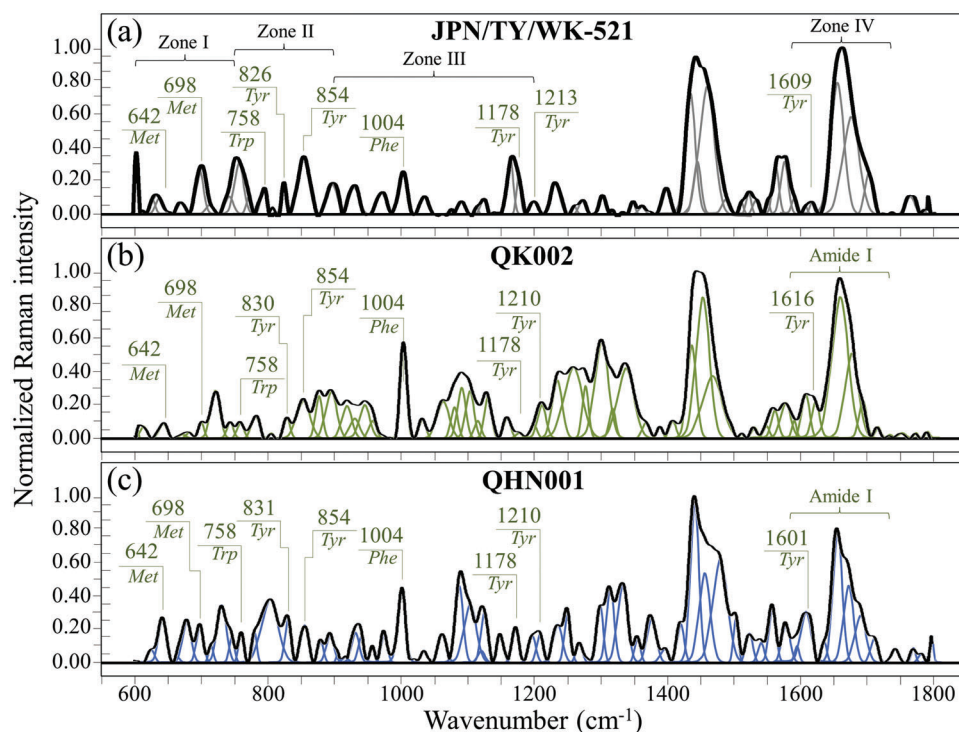 (a)
JPN/TY/WK-521
Zone I
Zone II
Zone III
Zone IV
642
Met
698
Met
758
Trp
826
Tyr
854
Tyr
1004
Phe
1178
Tyr
1213
Tyr
1609
Tyr
1.00
0.80
0.60
0.40
0.20
0.00
(b)
QK002
642
Met
698
Met
830
Tyr
758
Trp
854
Tyr
1004
Phe
1210
Tyr
1178
Tyr
1616
Tyr
Amide I
1.00
0.80
0.60
0.40
0.20
0.00
(c)
QHN001
642
Met
698
Met
758
Trp
831
Tyr
854
Tyr
1004
Phe
1210
Tyr
1178
Tyr
1601
Tyr
Amide I
1.00
0.80
0.60
0.40
0.20
0.00
Normalized Raman intensity
600 800 1000 1200 1400 1600 1800
Wavenumber (cm⁻¹)